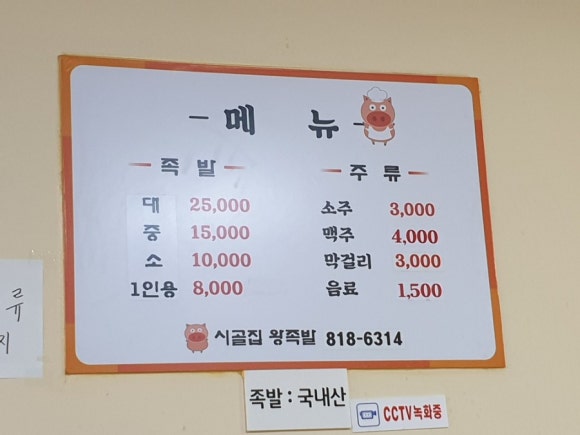 메 뉴
족 발
대 25,000
중 15,000
소 10,000
1인용 8,000
주 류
소주 3,000
맥주 4,000
막걸리 3,000
음료 1,500
시골집 왕족발 818-6314
족발 : 국내산
CCTV녹화중
류